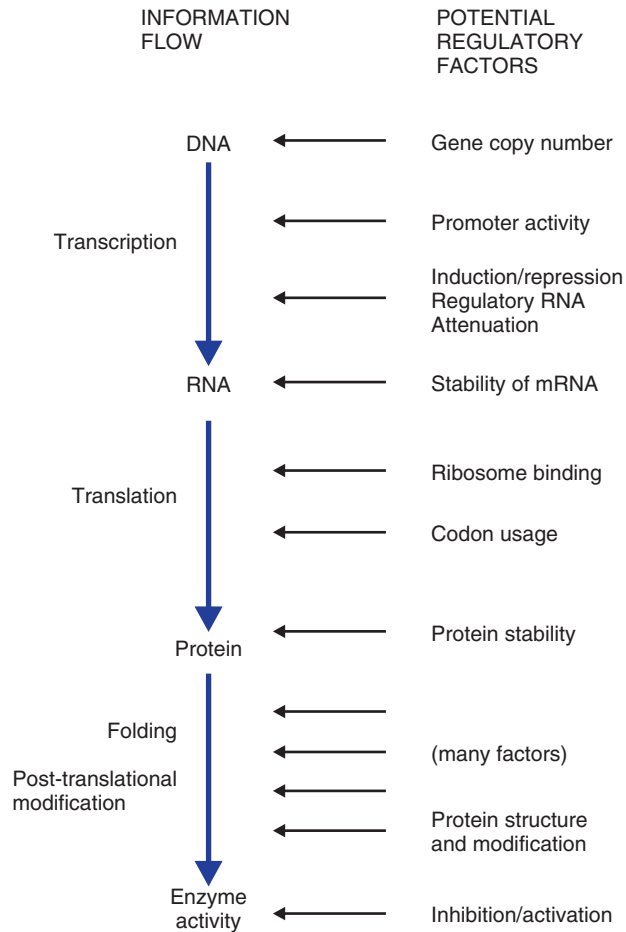 INFORMATION
FLOW
POTENTIAL
REGULATORY
FACTORS
DNA
Gene copy number
Transcription
Promoter activity
Induction/repression
Regulatory RNA
Attenuation
RNA
Stability of mRNA
Translation
Ribosome binding
Codon usage
Protein
Protein stability
Folding
(many factors)
Post-translational
modification
Protein structure
and modification
Enzyme
activity
Inhibition/activation